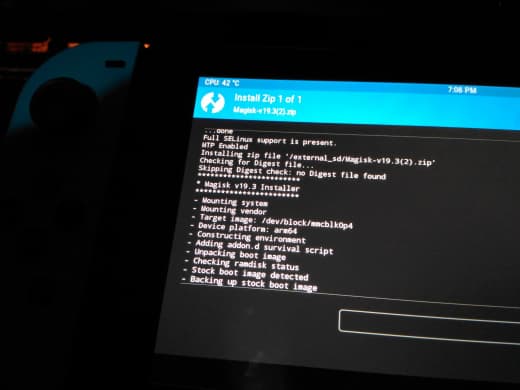 CPU: 42 °C
7:06 PM
Install Zip 1 of 1
Magisk-v19.3(2).zip
...done
Full SELinux support is present.
MTP Enabled
Installing zip file '/external_sd/Magisk-v19.3(2).zip'
Checking for Digest file...
Skipping Digest check: no Digest file found
************************
* Magisk v19.3 Installer
************************
- Mounting system
- Mounting vendor
- Target image: /dev/block/mmcblk0p4
- Device platform: arm64
- Constructing environment
- Adding addon.d survival script
- Unpacking boot image
- Checking ramdisk status
- Stock boot image detected
- Backing up stock boot image